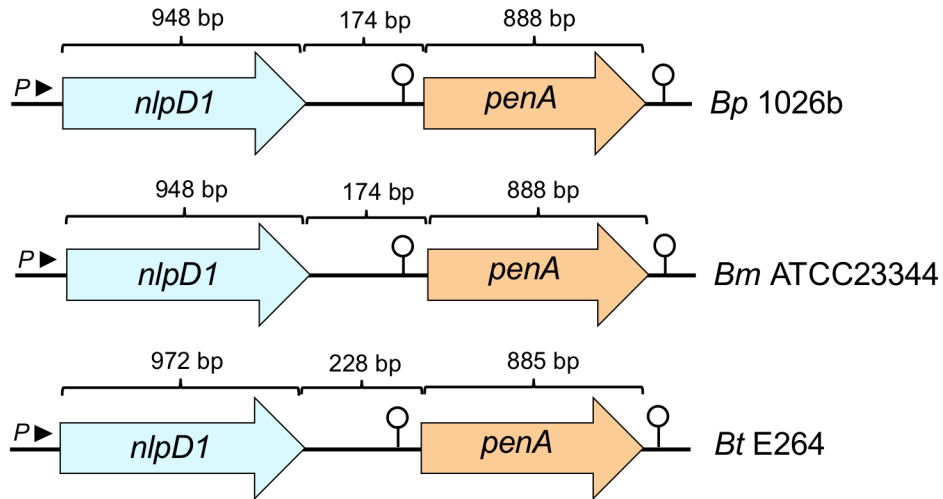 948 bp 174 bp 888 bp
P nlpD1 penA Bp 1026b
948 bp 174 bp 888 bp
P nlpD1 penA Bm ATCC23344
972 bp 228 bp 885 bp
P nlpD1 penA Bt E264